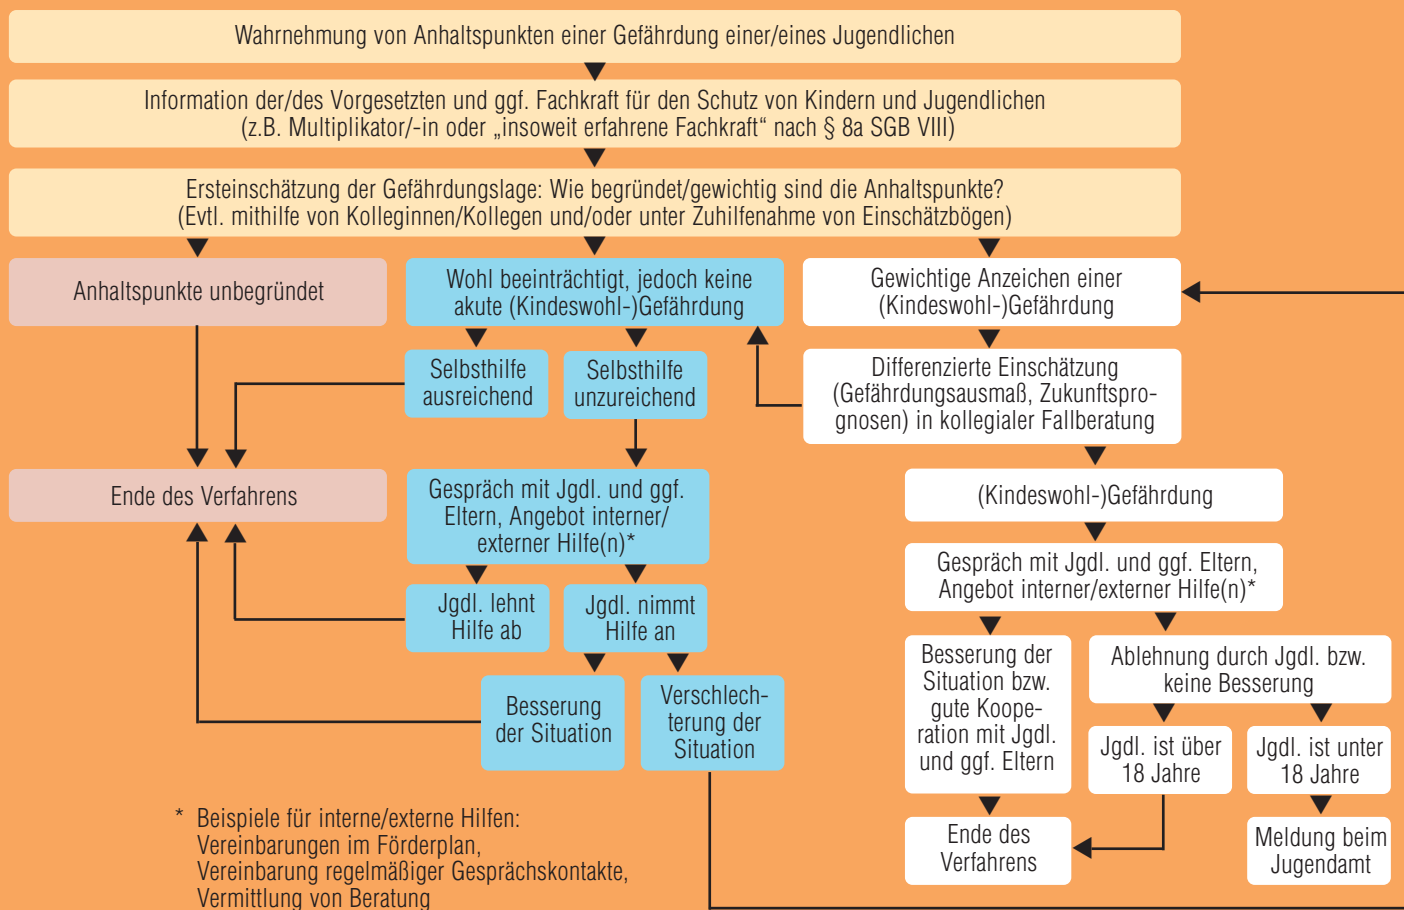 Wahrnehmung von Anhaltspunkten einer Gefährdung einer/eines Jugendlichen
Information der/des Vorgesetzten und ggf. Fachkraft für den Schutz von Kindern und Jugendlichen
(z.B. Multiplikator/-in oder „insoweit erfahrene Fachkraft“ nach § 8a SGB VIII)
Ersteinschätzung der Gefährdungslage: Wie begründet/gewichtig sind die Anhaltspunkte?
(Evtl. mithilfe von Kolleginnen/Kollegen und/oder unter Zuhilfenahme von Einschätzbögen)
Anhaltspunkte unbegründet
Ende des Verfahrens
Wohl beeinträchtigt, jedoch keine
akute (Kindeswohl-)Gefährdung
Selbsthilfe
ausreichend
Selbsthilfe
unzureichend
Gespräch mit Jgdl. und ggf.
Eltern, Angebot interner/
externer Hilfe(n)*
Jgdl. lehnt
Hilfe ab
Jgdl. nimmt
Hilfe an
Besserung
der Situation
Verschlech-
terung der
Situation
Gewichtige Anzeichen einer
(Kindeswohl-)Gefährdung
Differenzierte Einschätzung
(Gefährdungsausmaß, Zukunftspro-
gnosen) in kollegialer Fallberatung
(Kindeswohl-)Gefährdung
Gespräch mit Jgdl. und ggf. Eltern,
Angebot interner/externer Hilfe(n)*
Besserung der
Situation bzw.
gute Koope-
ration mit Jgdl.
und ggf. Eltern
Ablehnung durch Jgdl. bzw.
keine Besserung
Jgdl. ist über
18 Jahre
Jgdl. ist unter
18 Jahre
Ende des
Verfahrens
Meldung beim
Jugendamt
* Beispiele für interne/externe Hilfen:
Vereinbarungen im Förderplan,
Vereinbarung regelmäßiger Gesprächskontakte,
Vermittlung von Beratung